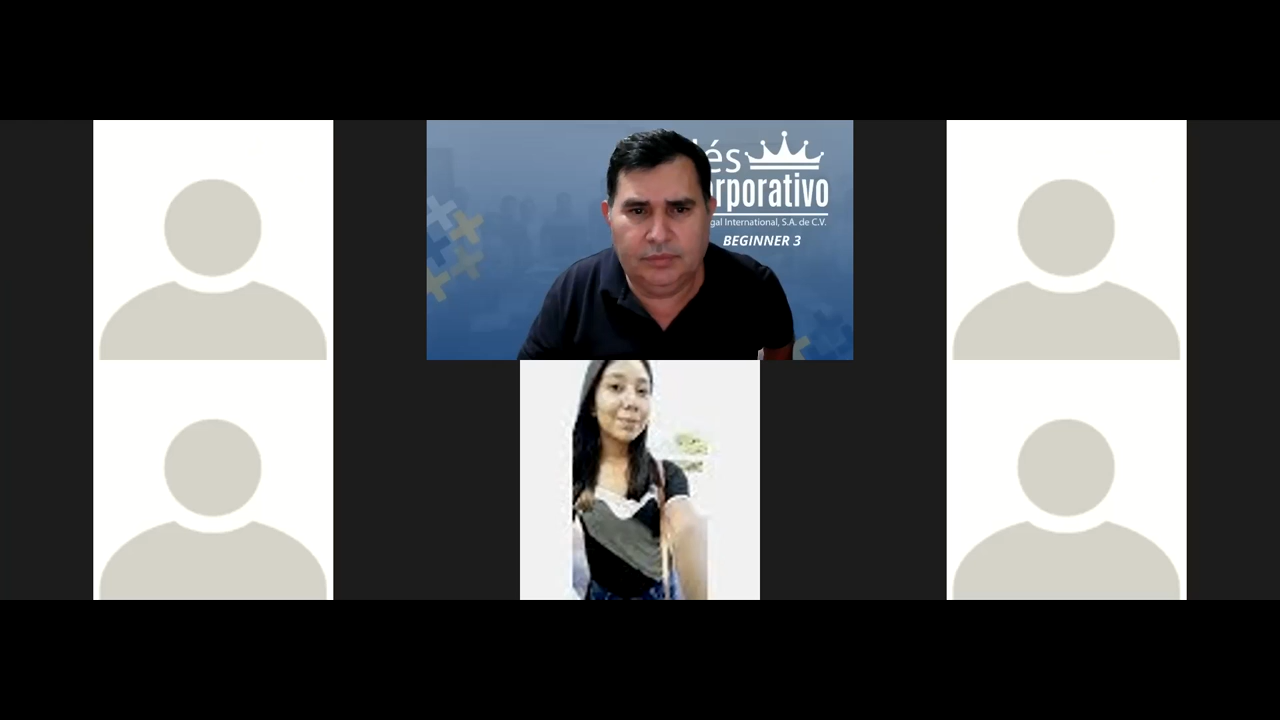 és
rporativo
gal International, S.A. de C.V.
BEGINNER 3